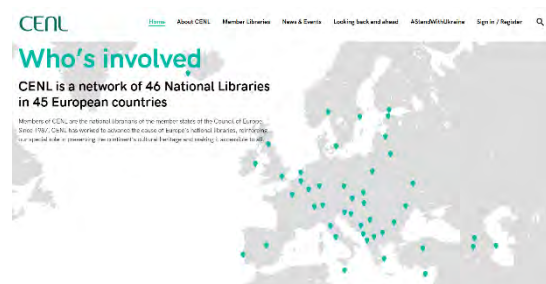 CENL
Home About CENL Member Libraries News & Events Looking back and ahead #StandWithUkraine Sign in / Register
Who's involved
CENL is a network of 46 National Libraries
in 45 European countries
Members of CENL are the national librarians of the member states of the Council of Europe.
Since 1987, CENL has worked to advance the cause of Europe's national libraries, reinforcing
our special role in preserving the continent's cultural heritage and making it accessible to all.